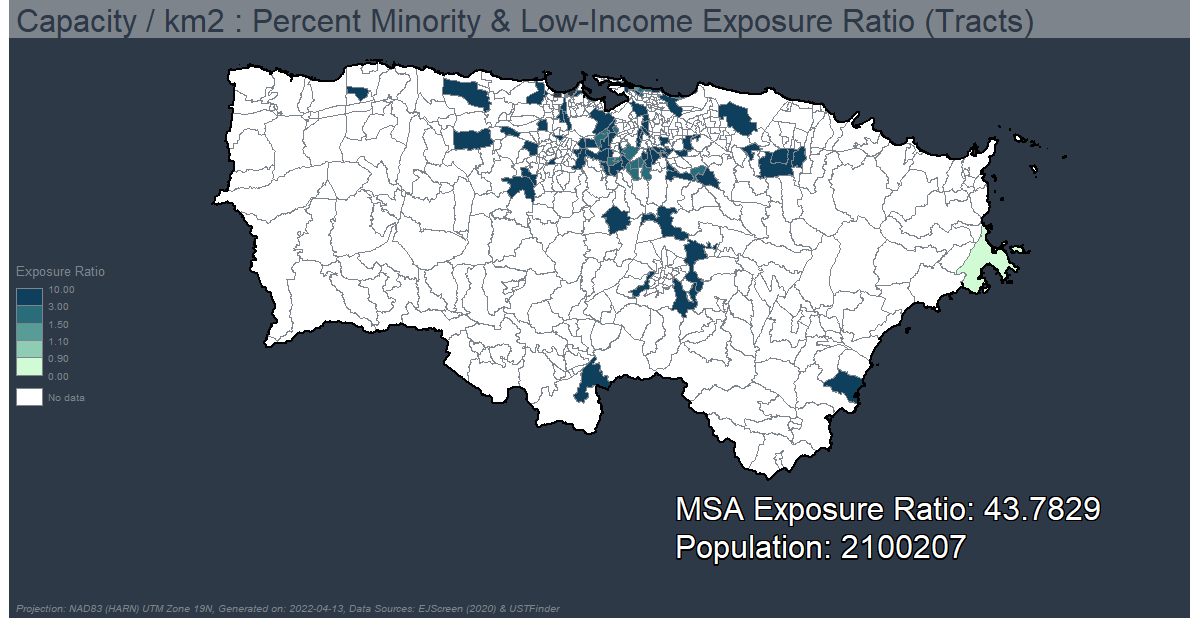 Capacity / km2 : Percent Minority & Low-Income Exposure Ratio (Tracts)
Exposure Ratio
10.00
3.00
1.50
1.10
0.90
0.00
No data
MSA Exposure Ratio: 43.7829
Population: 2100207
Projection: NAD83 (HARN) UTM Zone 19N, Generated on: 2022-04-13, Data Sources: EJScreen (2020) & USTFinder